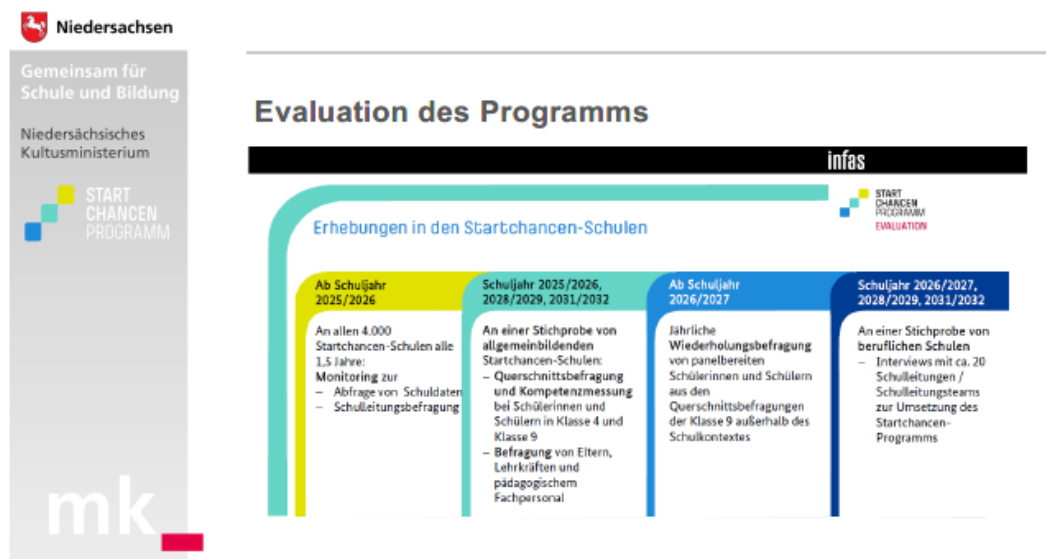 Niedersachsen
Gemeinsam für
Schule und Bildung
Niedersächsisches
Kultusministerium
START
CHANCEN
PROGRAMM
mk
Evaluation des Programms
infas
START
CHANCEN
PROGRAMM
EVALUATION
Erhebungen in den Startchancen-Schulen
Ab Schuljahr
2025/2026
An allen 4.000
Startchancen-Schulen alle
1,5 Jahre:
Monitoring zur
– Abfrage von Schuldaten
– Schulleitungsbefragung
Schuljahr 2025/2026,
2028/2029, 2031/2032
An einer Stichprobe von
allgemeinbildenden
Startchancen-Schulen:
– Querschnittsbefragung
und Kompetenzmessung
bei Schülerinnen und
Schülern in Klasse 4 und
Klasse 9
– Befragung von Eltern,
Lehrkräften und
pädagogischem
Fachpersonal
Ab Schuljahr
2026/2027
Jährliche
Wiederholungsbefragung
von panelbereiten
Schülerinnen und Schülern
aus den
Querschnittsbefragungen
der Klasse 9 außerhalb des
Schulkontextes
Schuljahr 2026/2027,
2028/2029, 2031/2032
An einer Stichprobe von
beruflichen Schulen
– Interviews mit ca. 20
Schulleitungen /
Schulleitungsteams
zur Umsetzung des
Startchancen-
Programms